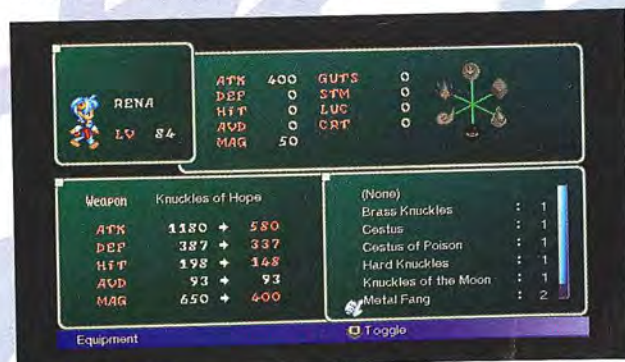 RENA
LV 84
ATK 400 GUTS 0
DEF 0 STM 0
HIT 0 LUC 0
AVD 0 CRT 0
MAG 50
Weapon Knuckles of Hope
ATK 1180 → 580
DEF 387 → 337
HIT 198 → 148
AVD 93 → 93
MAG 650 → 400
(None)
Brass Knuckles : 1
Cestus : 1
Cestus of Poison : 1
Hard Knuckles : 1
Knuckles of the Moon : 1
Metal Fang : 2
Equipment
Toggle